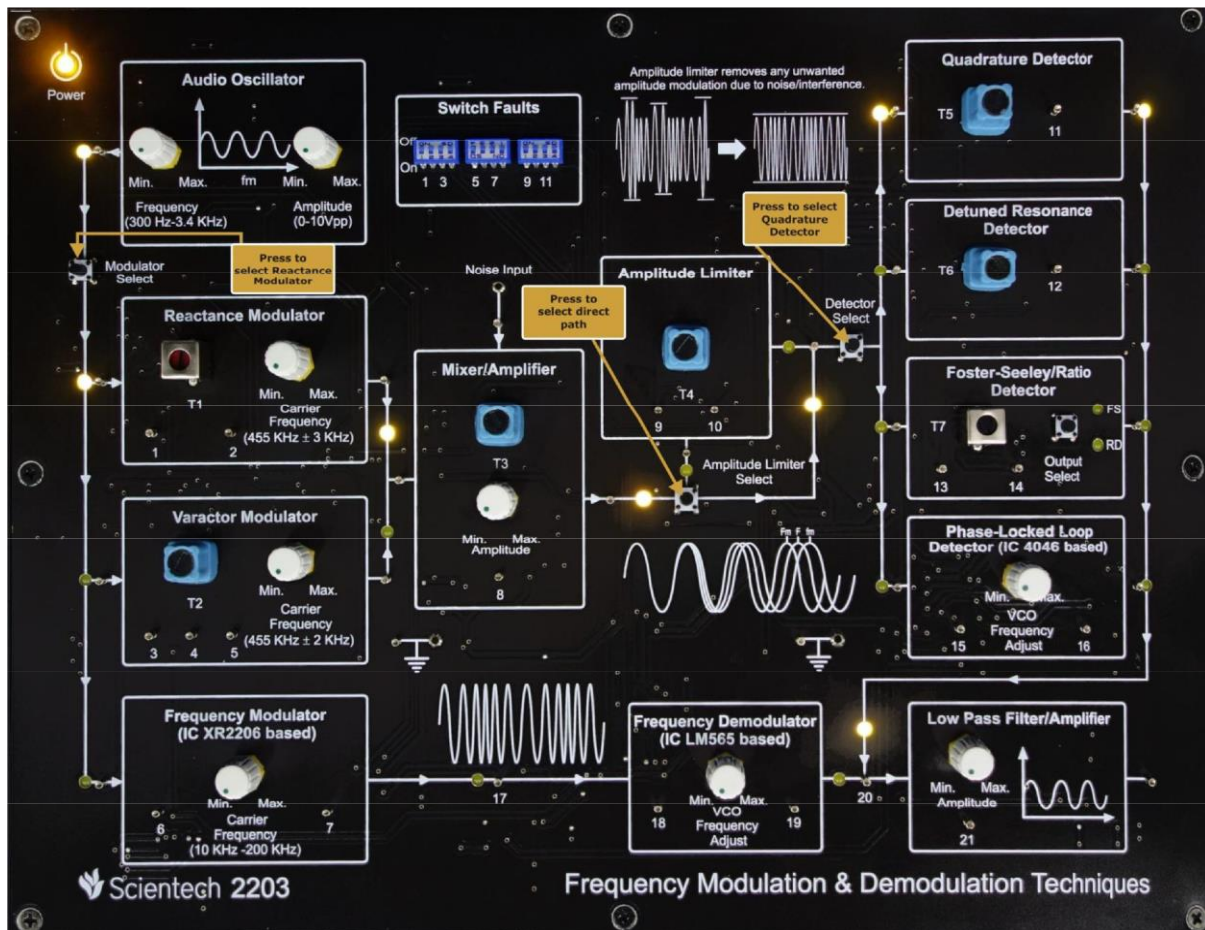 Power
Audio Oscillator
Min. Max. fm Min. Max.
Frequency
(300 Hz-3.4 KHz)
Amplitude
(0-10Vpp)
Switch Faults
Off
On
1 3 5 7 9 11
Amplitude limiter removes any unwanted
amplitude modulation due to noise/interference.
Quadrature Detector
T5
11
Press to select
Quadrature
Detector
Press to
select Reactance
Modulator
Modulator
Select
Detuned Resonance
Detector
T6
12
Noise Input
Press to
select direct
path
Amplitude Limiter
T4
9 10
Detector
Select
Reactance Modulator
T1
Min. Max.
Carrier
Frequency
(455 KHz ± 3 KHz)
1 2
Mixer/Amplifier
T3
Min. Max.
Amplitude
8
Amplitude Limiter
Select
Foster-Seeley/Ratio
Detector
T7
FS
RD
Output
Select
13 14
Varactor Modulator
T2
Min. Max.
Carrier
Frequency
(455 KHz ± 2 KHz)
3 4 5
Fm F fm
Phase-Locked Loop
Detector (IC 4046 based)
Min. Max.
VCO
Frequency
Adjust
15 16
Frequency Modulator
(IC XR2206 based)
Min. Max.
Carrier
Frequency
(10 KHz -200 KHz)
6 7
17
Frequency Demodulator
(IC LM565 based)
Min. Max.
VCO
Frequency
Adjust
18 19
20
Low Pass Filter/Amplifier
Min. Max.
Amplitude
21
Scientech 2203
Frequency Modulation & Demodulation Techniques